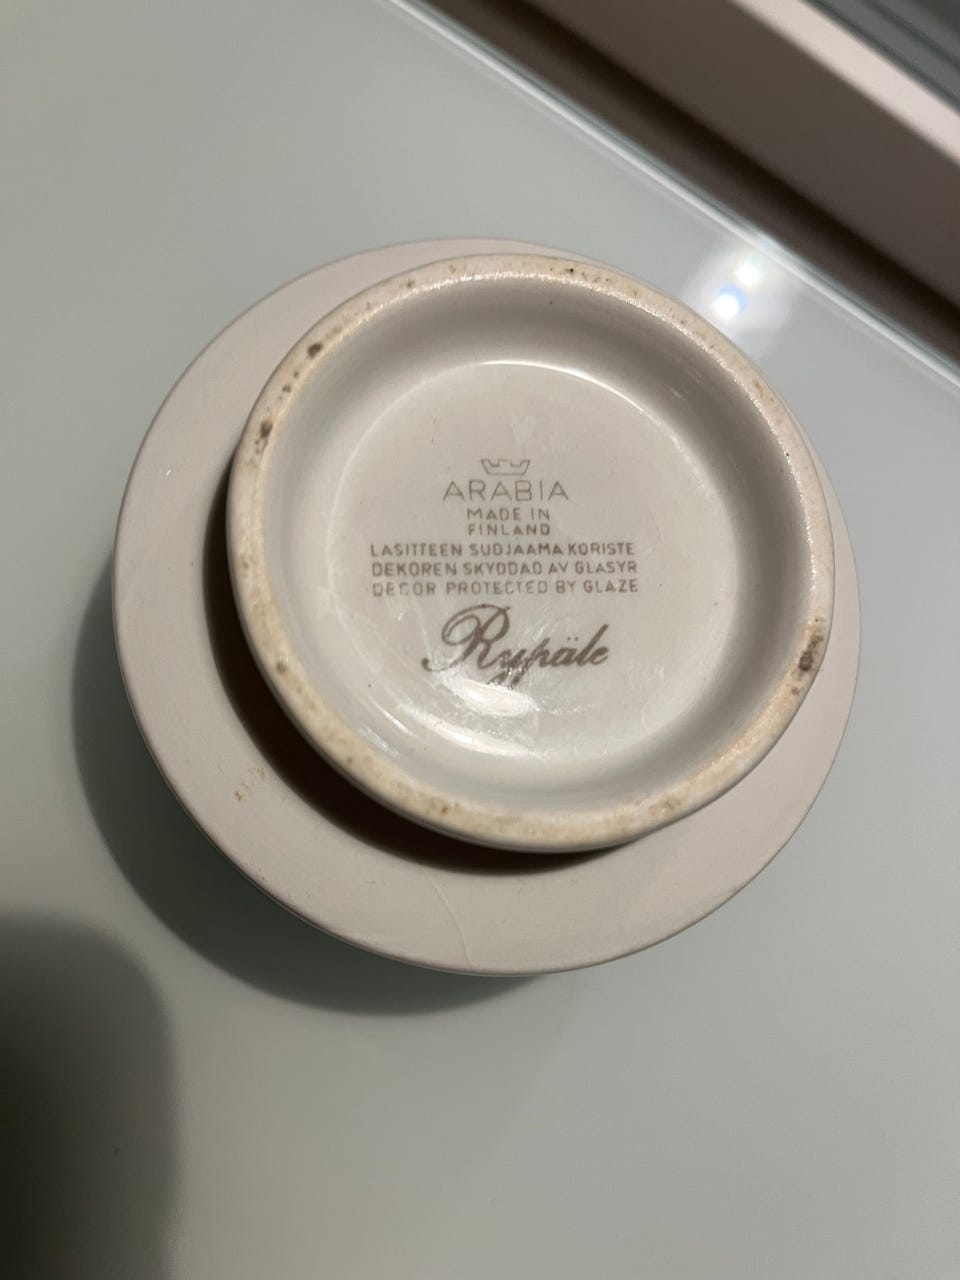 ARABIA
MADE IN
FINLAND
LASITTEEN SUOJAAMA KORISTE
DEKOREN SKYDDAD AV GLASYR
DECOR PROTECTED BY GLAZE
Rypäle